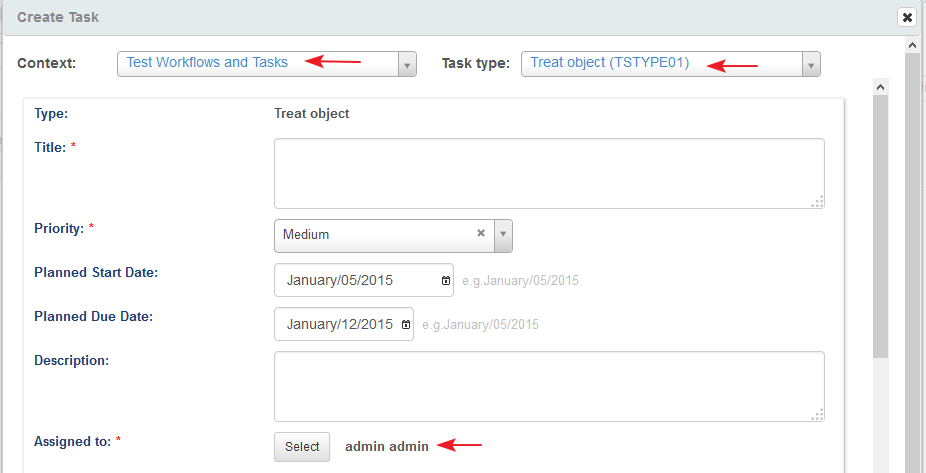 Create Task
Context: Test Workflows and Tasks Task type: Treat object (TSTYPE01)
Type: Treat object
Title: *
Priority: * Medium
Planned Start Date: January/05/2015 e.g.January/05/2015
Planned Due Date: January/12/2015 e.g.January/05/2015
Description:
Assigned to: * Select admin admin